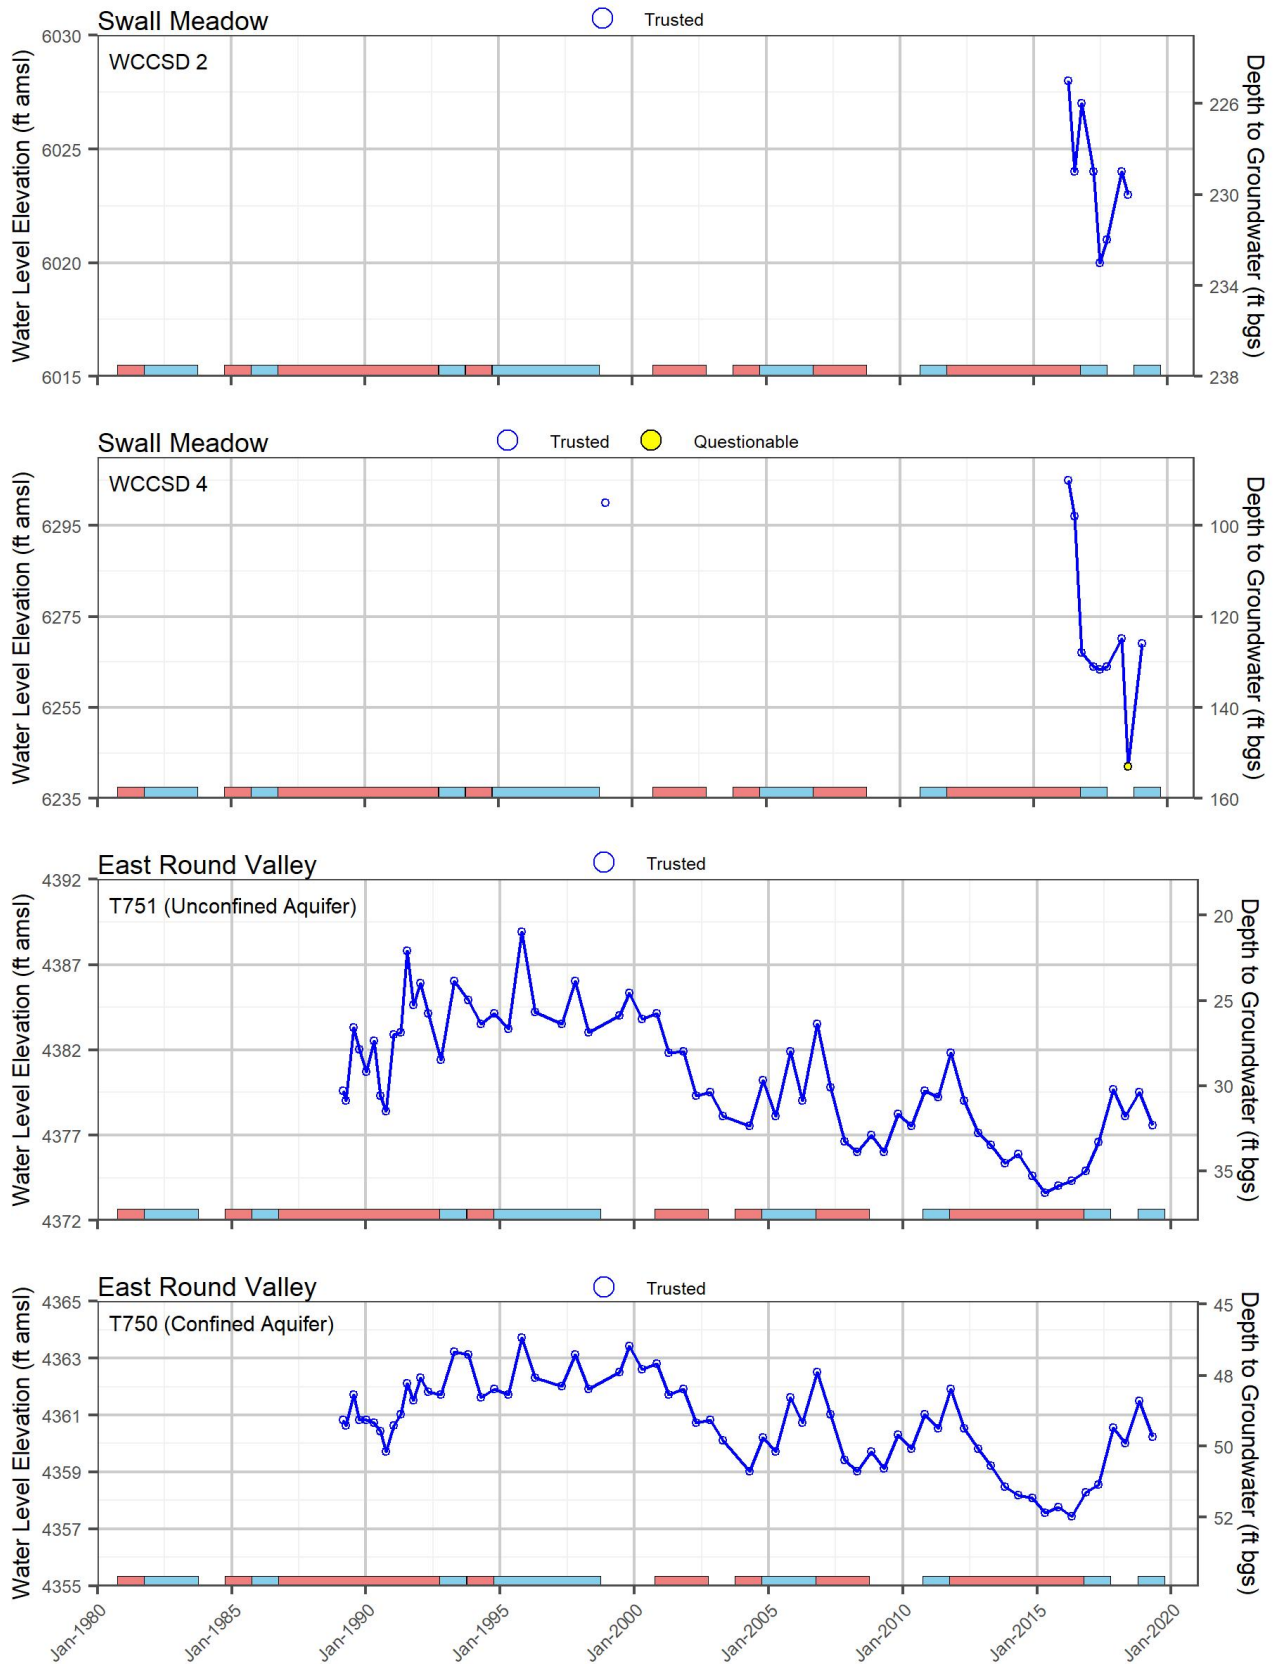 Swall Meadow
Trusted
WCCSD 2
Water Level Elevation (ft amsl)
6030
6025
6020
6015
226
230
234
238
Depth to Groundwater (ft bgs)
Swall Meadow
Trusted
Questionable
WCCSD 4
Water Level Elevation (ft amsl)
6295
6275
6255
6235
100
120
140
160
Depth to Groundwater (ft bgs)
East Round Valley
Trusted
T751 (Unconfined Aquifer)
Water Level Elevation (ft amsl)
4392
4387
4382
4377
4372
20
25
30
35
Depth to Groundwater (ft bgs)
East Round Valley
Trusted
T750 (Confined Aquifer)
Water Level Elevation (ft amsl)
4365
4363
4361
4359
4357
4355
45
48
50
52
Depth to Groundwater (ft bgs)
Jan-1980
Jan-1985
Jan-1990
Jan-1995
Jan-2000
Jan-2005
Jan-2010
Jan-2015
Jan-2020